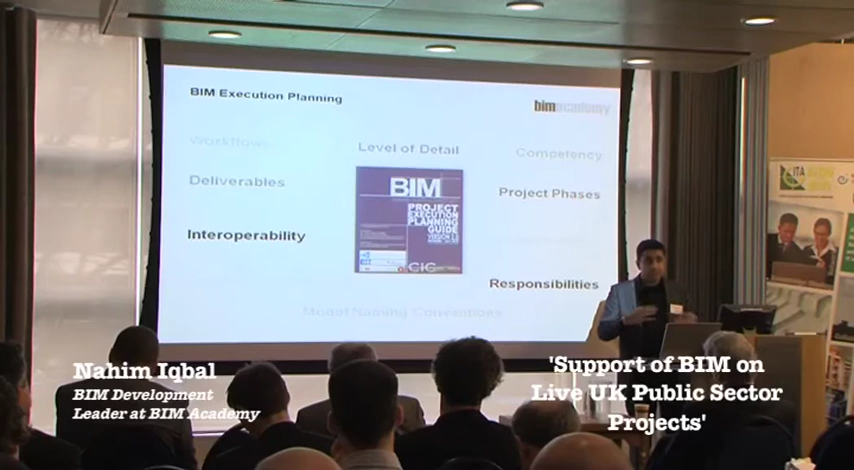 BIM Execution Planning
bimacademy
Workflows
Level of Detail
Competency
Deliverables
Project Phases
Interoperability
Responsibilities
Model Naming Conventions
BIM
PROJECT
EXECUTION
PLANNING
GUIDE
CIC
ITA
Nahim Iqbal
BIM Development
Leader at BIM Academy
'Support of BIM on
Live UK Public Sector
Projects'